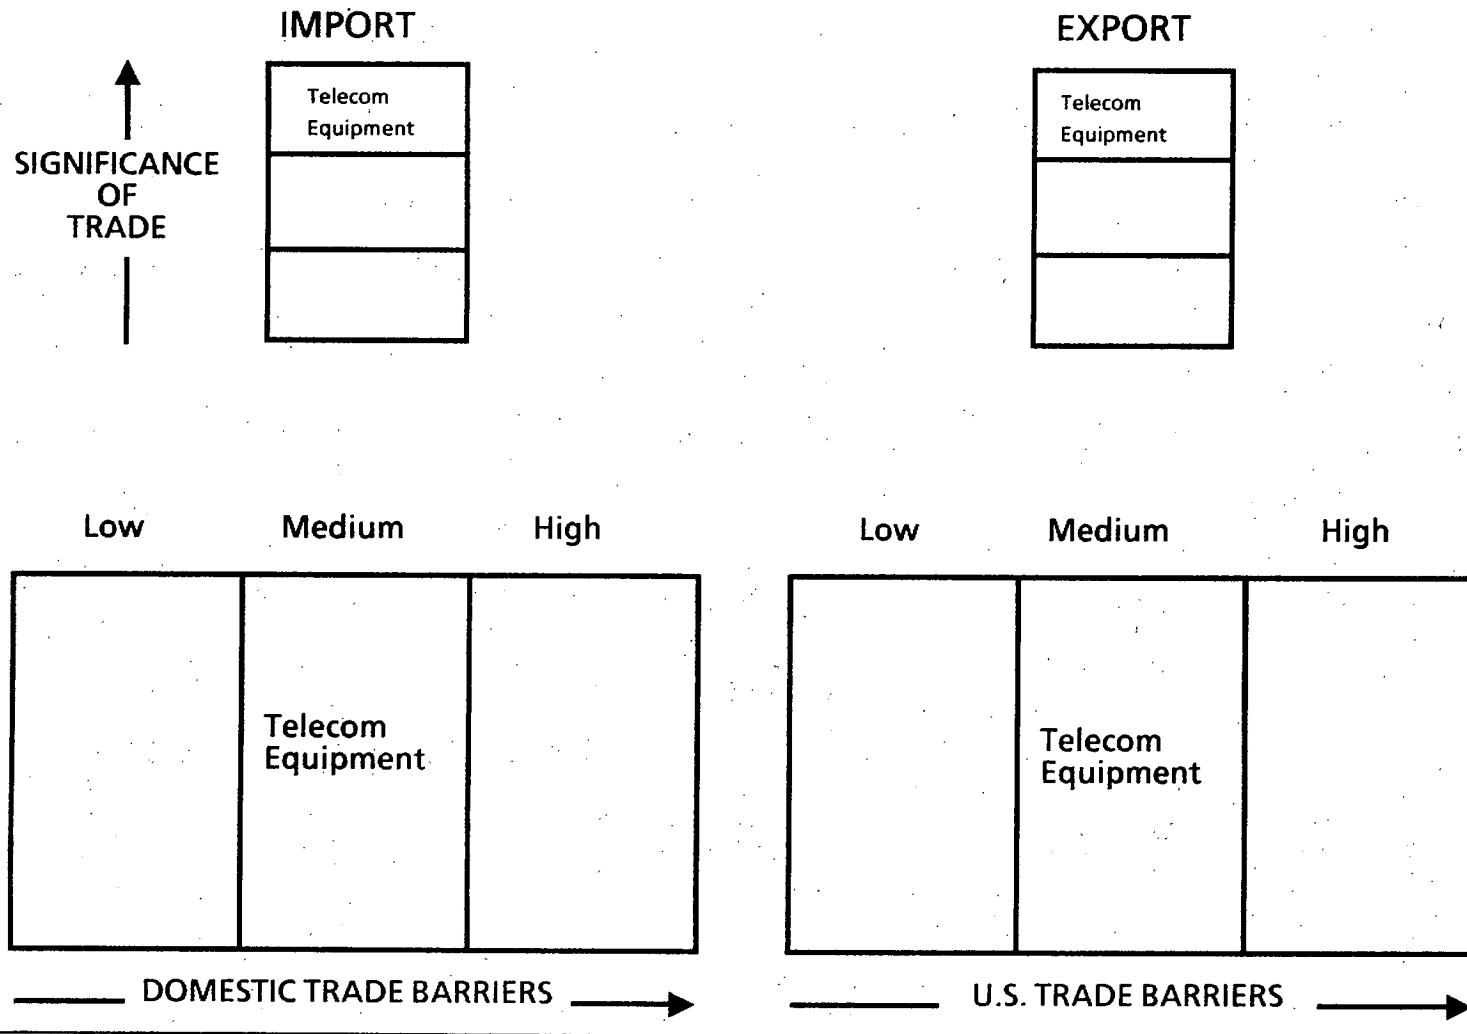 IMPORT
Telecom
Equipment
SIGNIFICANCE
OF
TRADE
EXPORT
Telecom
Equipment
Low Medium High
Telecom
Equipment
DOMESTIC TRADE BARRIERS
Low Medium High
Telecom
Equipment
U.S. TRADE BARRIERS